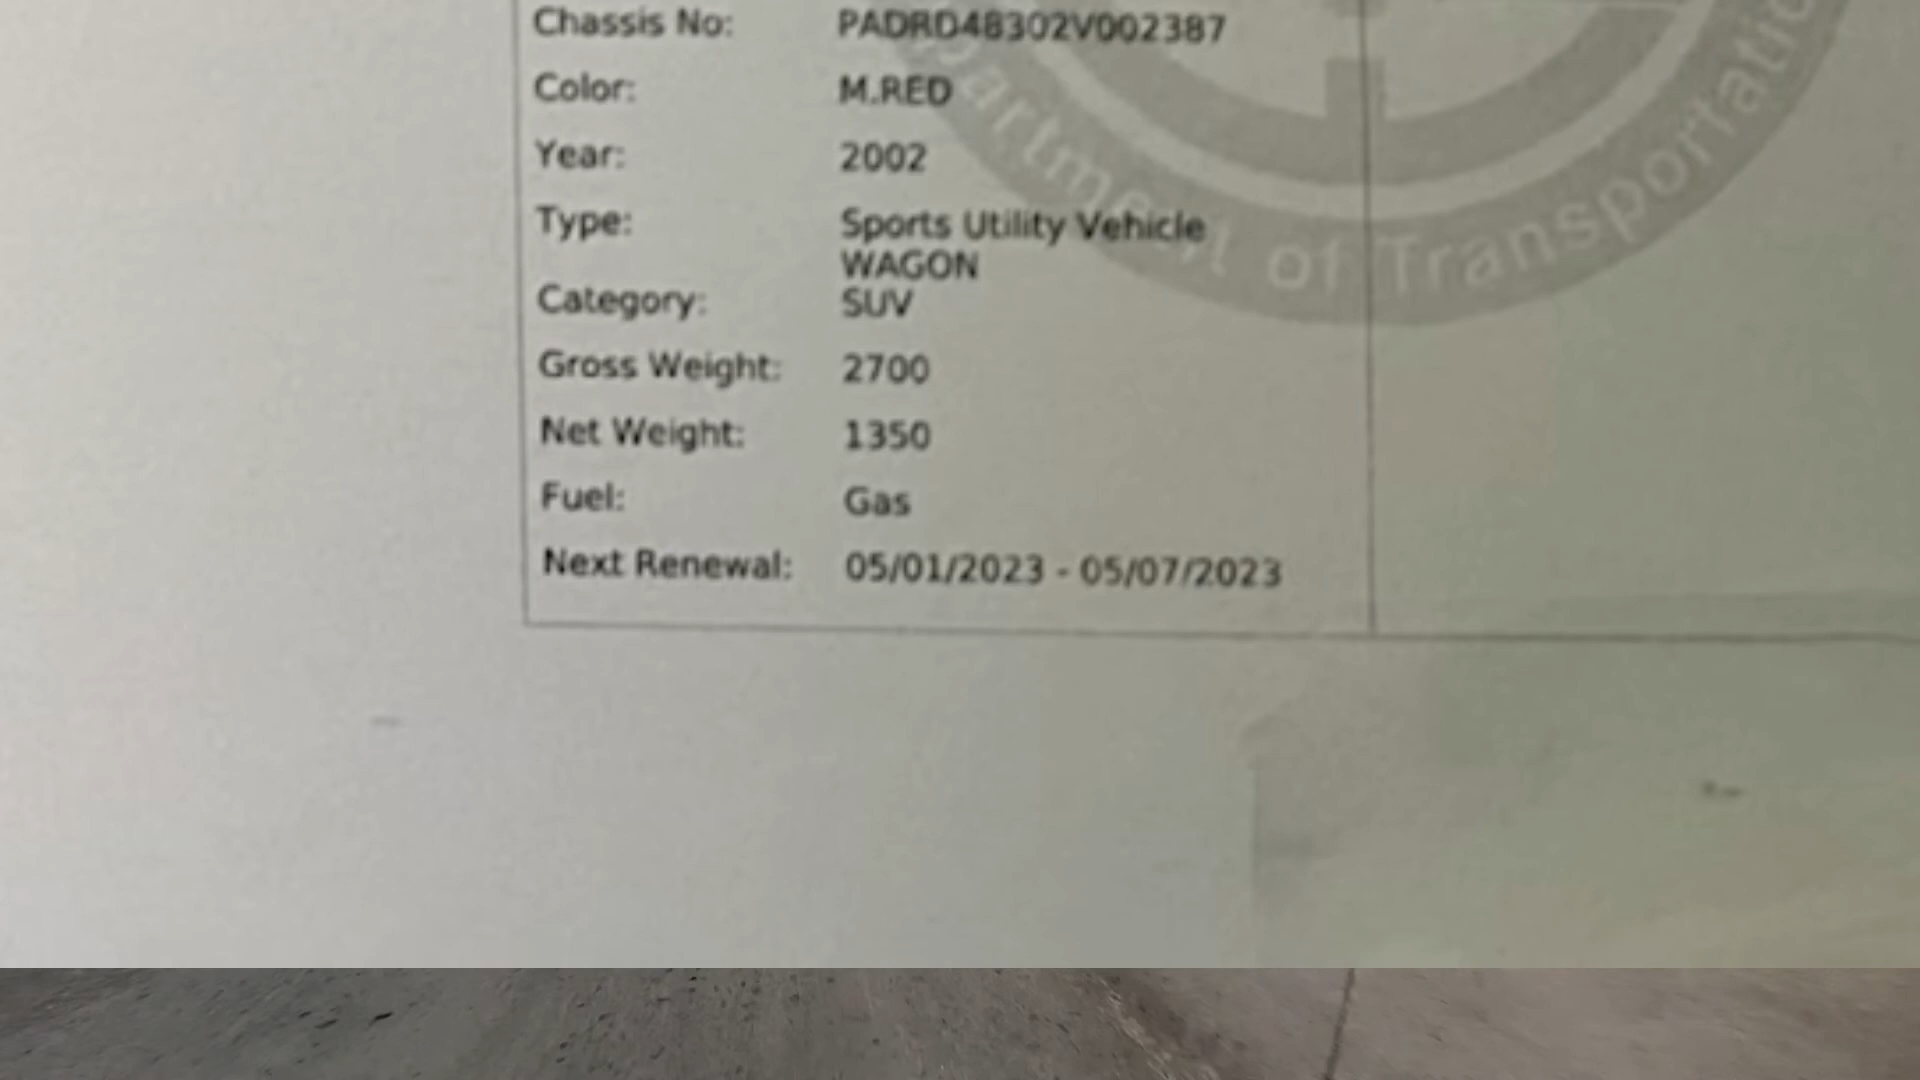 Chassis No: PADRD48302V002387
Color: M.RED
Year: 2002
Type: Sports Utility Vehicle
WAGON
Category: SUV
Gross Weight: 2700
Net Weight: 1350
Fuel: Gas
Next Renewal: 05/01/2023 - 05/07/2023
partment of Transportatio